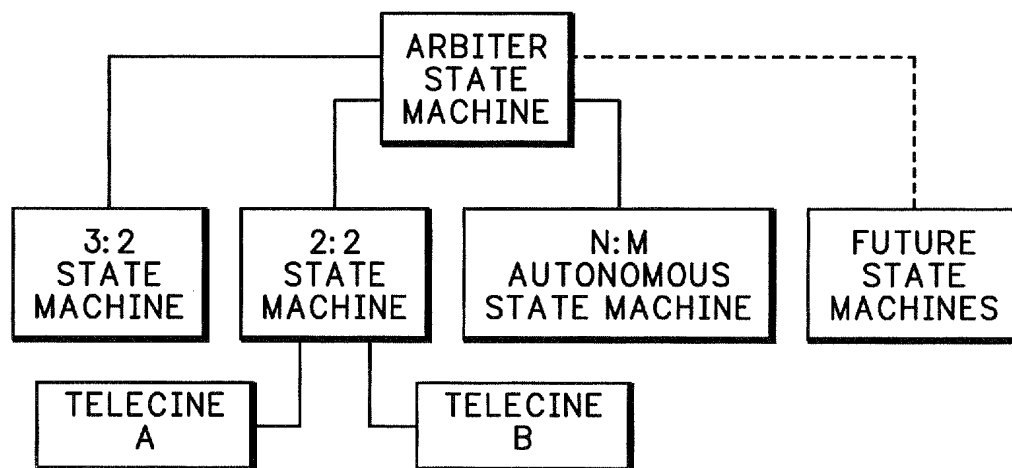 ARBITER
STATE
MACHINE
3:2
STATE
MACHINE
2:2
STATE
MACHINE
N:M
AUTONOMOUS
STATE MACHINE
FUTURE
STATE
MACHINES
TELECINE
A
TELECINE
B